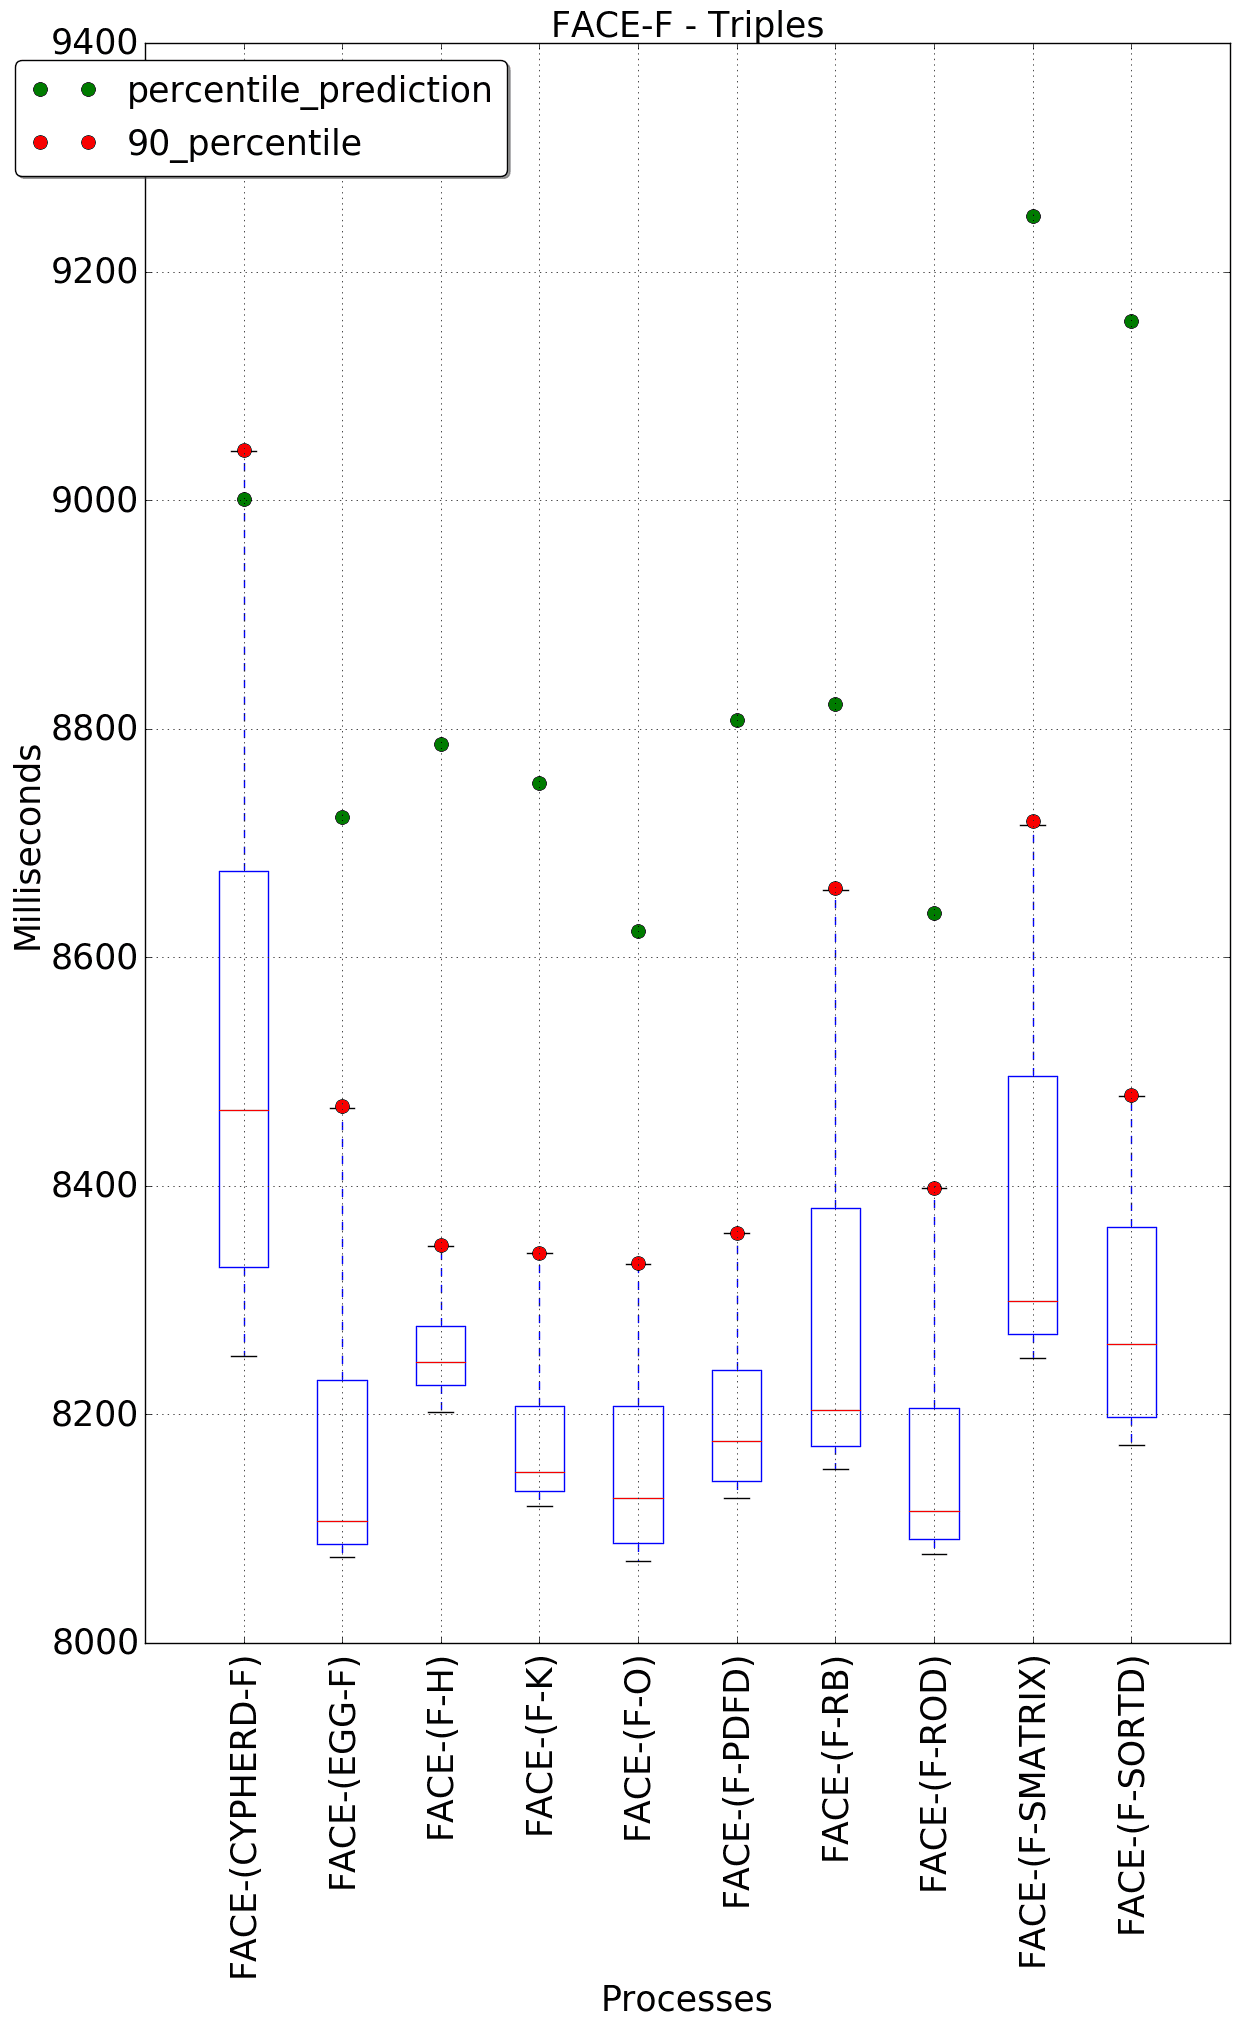 FACE-F - Triples
percentile_prediction
90_percentile
9400
9200
9000
8800
8600
8400
8200
8000
Milliseconds
FACE-(CYPHERD-F)
FACE-(EGG-F)
FACE-(F-H)
FACE-(F-K)
FACE-(F-O)
FACE-(F-PDFD)
FACE-(F-RB)
FACE-(F-ROD)
FACE-(F-SMATRIX)
FACE-(F-SORTD)
Processes